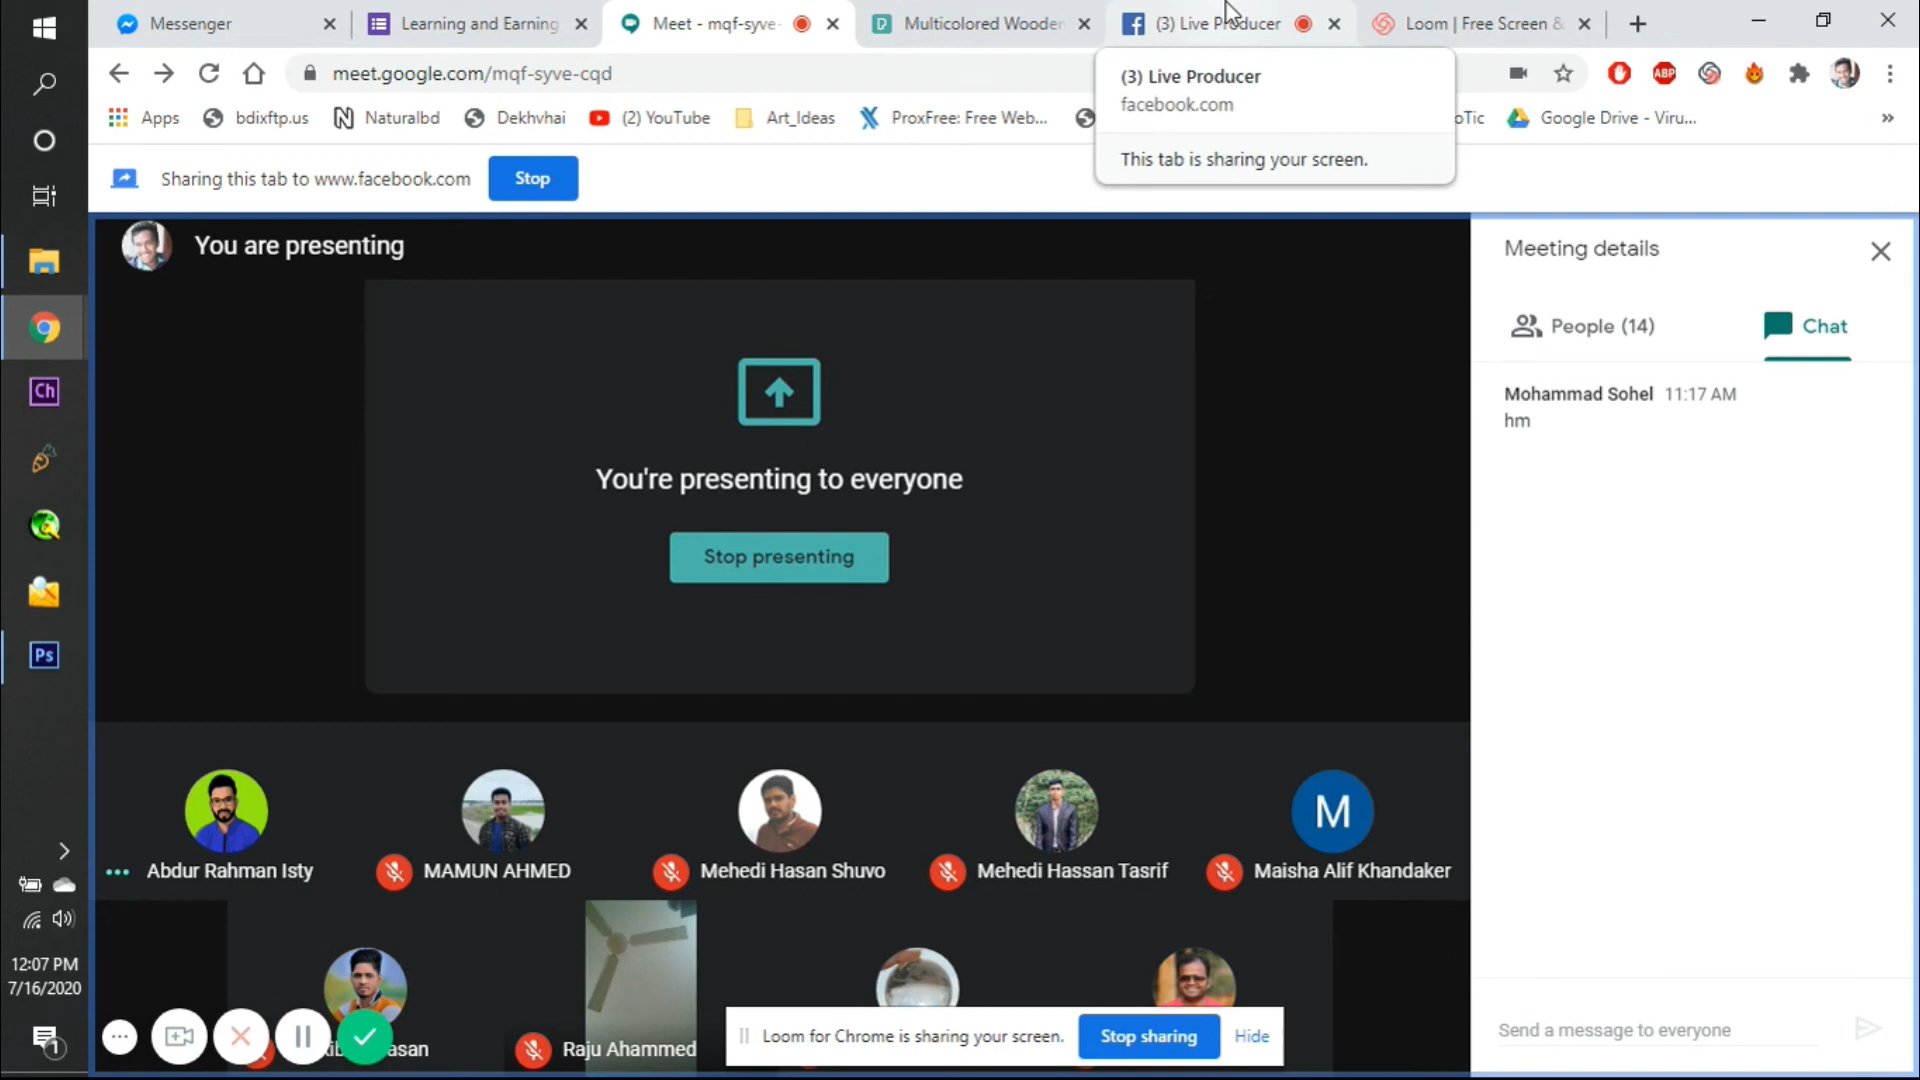 Messenger
Learning and Earning
Meet - mqf-syve-
Multicolored Wooden
(3) Live Producer
Loom | Free Screen &
meet.google.com/mqf-syve-cqd
(3) Live Producer
facebook.com
This tab is sharing your screen.
ABP
Apps
bdixftp.us
Naturalbd
Dekhvhai
(2) YouTube
Art_Ideas
ProxFree: Free Web...
oTic
Google Drive - Viru...
Sharing this tab to www.facebook.com
Stop
You are presenting
Meeting details
People (14)
Chat
Mohammad Sohel 11:17 AM
hm
You're presenting to everyone
Stop presenting
Ch
Ps
M
Abdur Rahman Isty
MAMUN AHMED
Mehedi Hasan Shuvo
Mehedi Hassan Tasrif
Maisha Alif Khandaker
12:07 PM
7/16/2020
1
asan
Raju Ahammed
Loom for Chrome is sharing your screen.
Stop sharing
Hide
Send a message to everyone